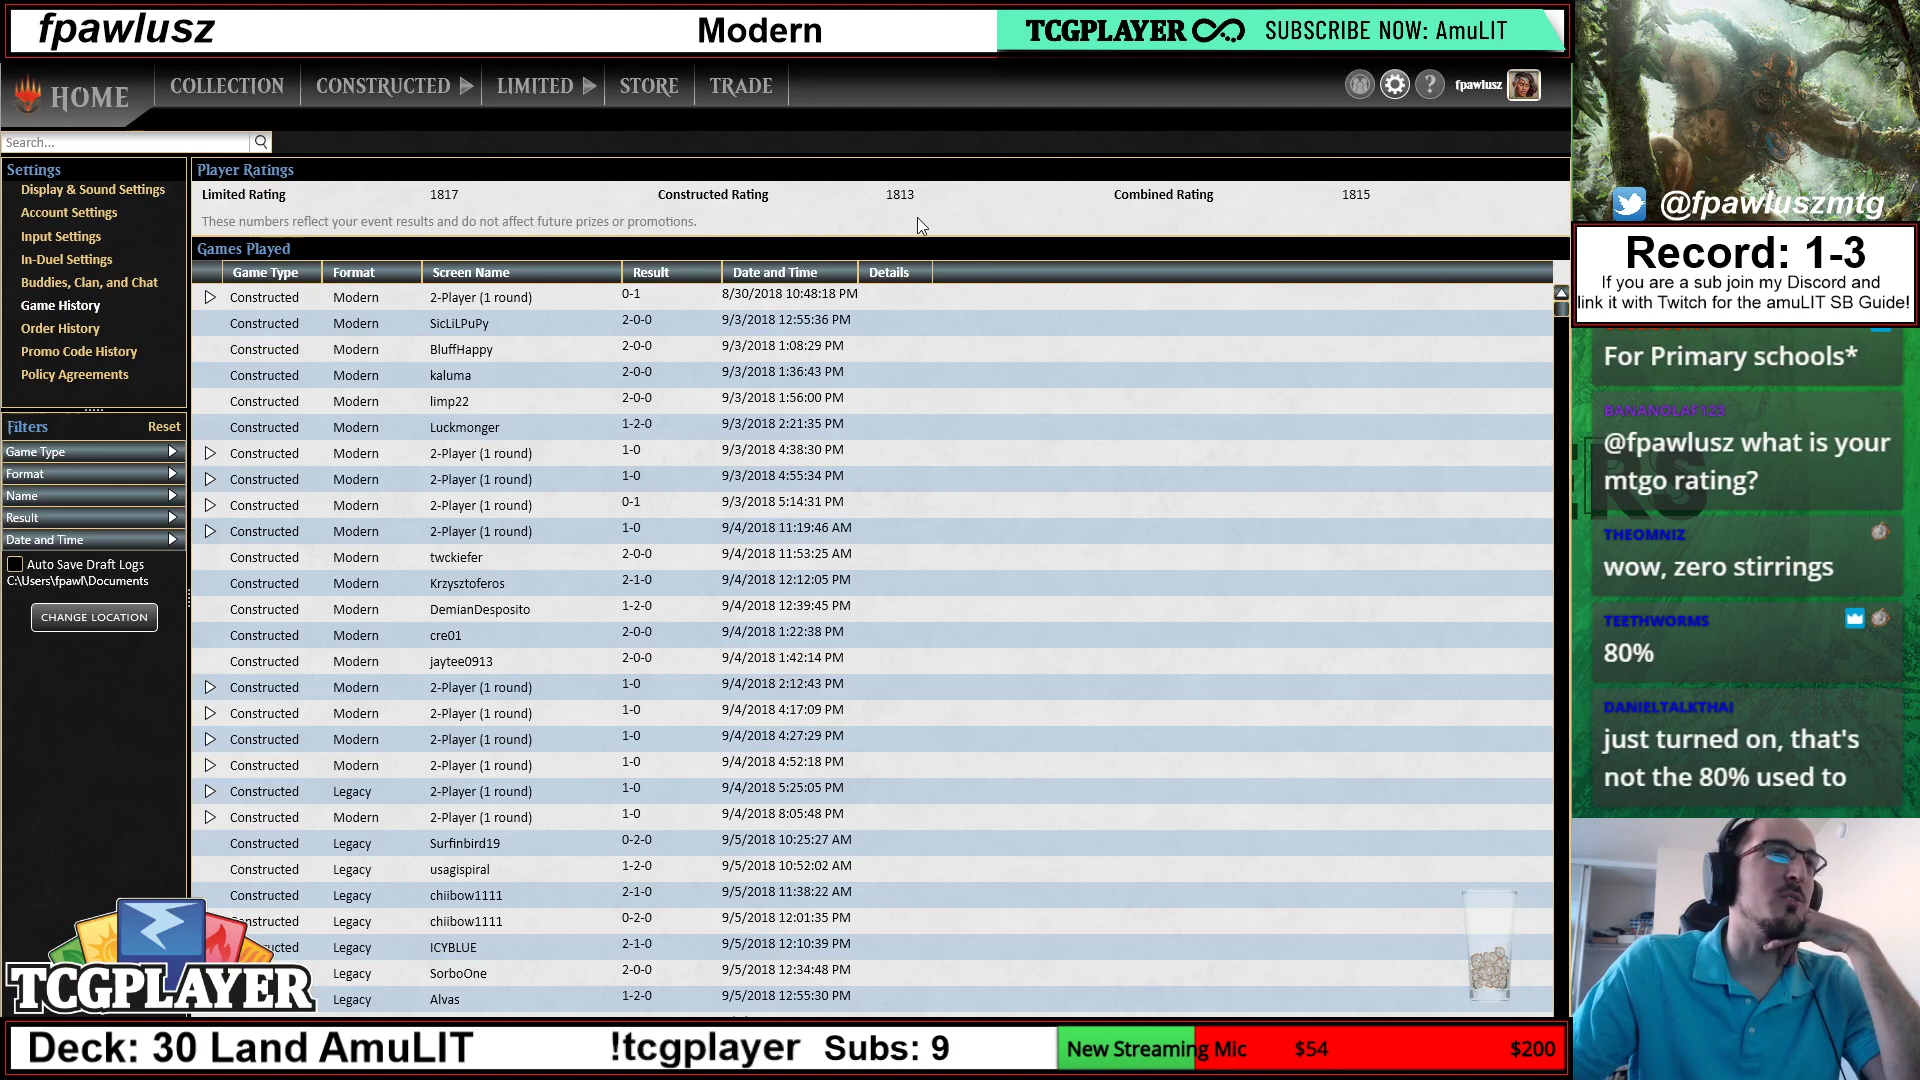 fpawlusz
Modern
TCGPLAYER SUBSCRIBE NOW: AmuLIT
HOME
COLLECTION
CONSTRUCTED
LIMITED
STORE
TRADE
?
fpawlusz
Search...
@fpawluszmtg
Settings
Display & Sound Settings
Account Settings
Input Settings
In-Duel Settings
Buddies, Clan, and Chat
Game History
Order History
Promo Code History
Policy Agreements
Filters Reset
Game Type
Format
Name
Result
Date and Time
Auto Save Draft Logs
C:\Users\fpawl\Documents
CHANGE LOCATION
Player Ratings
Limited Rating 1817 Constructed Rating 1813 Combined Rating 1815
These numbers reflect your event results and do not affect future prizes or promotions.
Games Played
Game Type Format Screen Name Result Date and Time Details
Constructed Modern 2-Player (1 round) 0-1 8/30/2018 10:48:18 PM
Constructed Modern SicLiLPuPy 2-0-0 9/3/2018 12:55:36 PM
Constructed Modern BluffHappy 2-0-0 9/3/2018 1:08:29 PM
Constructed Modern kaluma 2-0-0 9/3/2018 1:36:43 PM
Constructed Modern limp22 2-0-0 9/3/2018 1:56:00 PM
Constructed Modern Luckmonger 1-2-0 9/3/2018 2:21:35 PM
Constructed Modern 2-Player (1 round) 1-0 9/3/2018 4:38:30 PM
Constructed Modern 2-Player (1 round) 1-0 9/3/2018 4:55:34 PM
Constructed Modern 2-Player (1 round) 0-1 9/3/2018 5:14:31 PM
Constructed Modern 2-Player (1 round) 1-0 9/4/2018 11:19:46 AM
Constructed Modern twckiefer 2-0-0 9/4/2018 11:53:25 AM
Constructed Modern Krzysztoferos 2-1-0 9/4/2018 12:12:05 PM
Constructed Modern DemianDesposito 1-2-0 9/4/2018 12:39:45 PM
Constructed Modern cre01 2-0-0 9/4/2018 1:22:38 PM
Constructed Modern jaytee0913 2-0-0 9/4/2018 1:42:14 PM
Constructed Modern 2-Player (1 round) 1-0 9/4/2018 2:12:43 PM
Constructed Modern 2-Player (1 round) 1-0 9/4/2018 4:17:09 PM
Constructed Modern 2-Player (1 round) 1-0 9/4/2018 4:27:29 PM
Constructed Modern 2-Player (1 round) 1-0 9/4/2018 4:52:18 PM
Constructed Legacy 2-Player (1 round) 1-0 9/4/2018 5:25:05 PM
Constructed Modern 2-Player (1 round) 1-0 9/4/2018 8:05:48 PM
Constructed Legacy Surfinbird19 0-2-0 9/5/2018 10:25:27 AM
Constructed Legacy usagispiral 1-2-0 9/5/2018 10:52:02 AM
Constructed Legacy chiibow1111 2-1-0 9/5/2018 11:38:22 AM
onstructed Legacy chiibow1111 0-2-0 9/5/2018 12:01:35 PM
ucted Legacy ICYBLUE 2-1-0 9/5/2018 12:10:39 PM
Legacy SorboOne 2-0-0 9/5/2018 12:34:48 PM
Legacy Alvas 1-2-0 9/5/2018 12:55:30 PM
TCGPLAYER
Record: 1-3
If you are a sub join my Discord and
link it with Twitch for the amuLIT SB Guide!
For Primary schools*
BANANOLAF123
@fpawlusz what is your
mtgo rating?
THEOMNIZ
wow, zero stirrings
TEETHWORMS
80%
DANIELTALKTHAI
just turned on, that's
not the 80% used to
Deck: 30 Land AmuLIT
!tcgplayer
Subs: 9
New Streaming Mic $54 $200